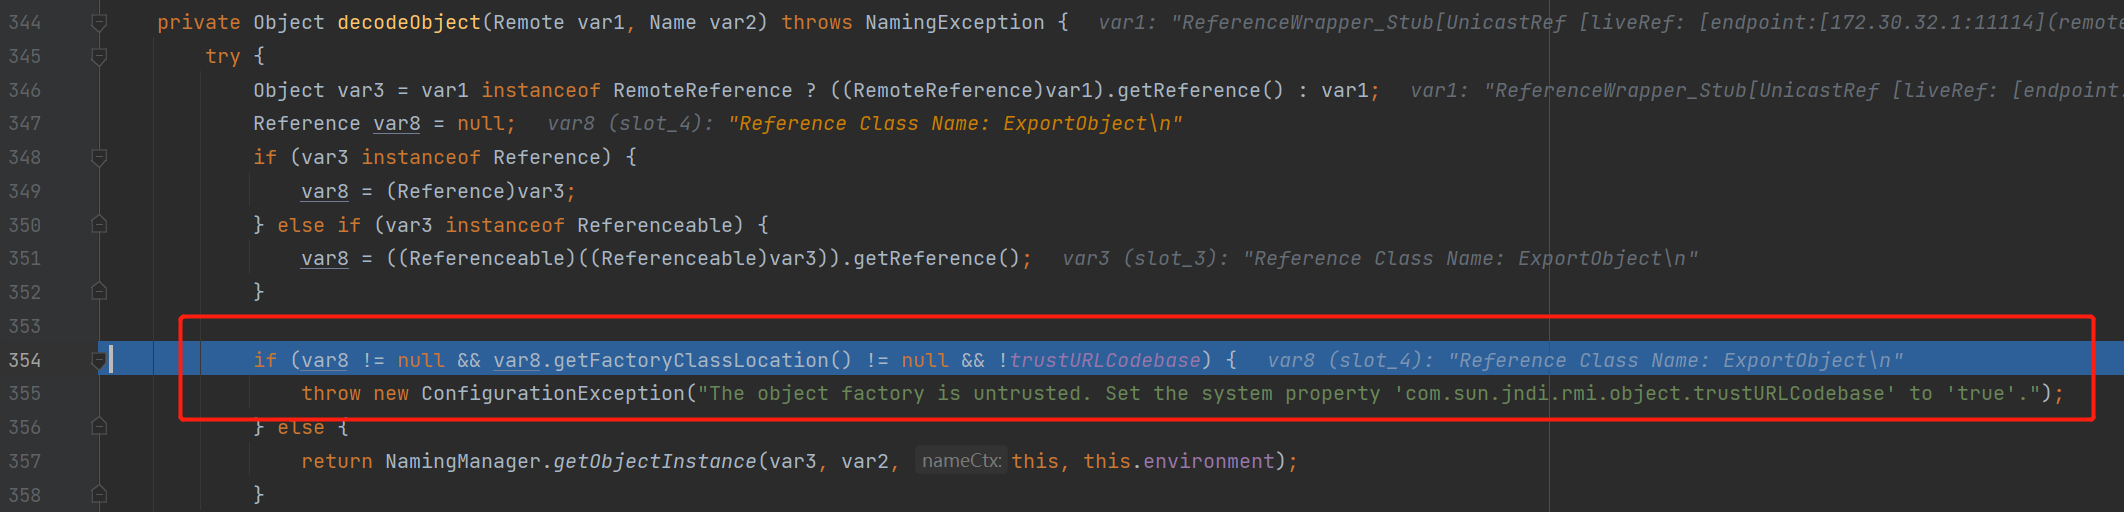 344 private Object decodeObject(Remote var1, Name var2) throws NamingException { var1: "ReferenceWrapper_Stub[UnicastRef [liveRef: [endpoint:[172.30.32.1:11114](remote
345 try {
346 Object var3 = var1 instanceof RemoteReference ? ((RemoteReference)var1).getReference() : var1; var1: "ReferenceWrapper_Stub[UnicastRef [liveRef: [endpoint:
347 Reference var8 = null; var8 (slot_4): "Reference Class Name: ExportObject\n"
348 if (var3 instanceof Reference) {
349 var8 = (Reference)var3;
350 } else if (var3 instanceof Referenceable) {
351 var8 = ((Referenceable)((Referenceable)var3)).getReference(); var3 (slot_3): "Reference Class Name: ExportObject\n"
352 }
353
354 if (var8 != null && var8.getFactoryClassLocation() != null && !trustURLCodebase) { var8 (slot_4): "Reference Class Name: ExportObject\n"
355 throw new ConfigurationException("The object factory is untrusted. Set the system property 'com.sun.jndi.rmi.object.trustURLCodebase' to 'true'.");
356 } else {
357 return NamingManager.getObjectInstance(var3, var2, nameCtx: this, this.environment);
358 }